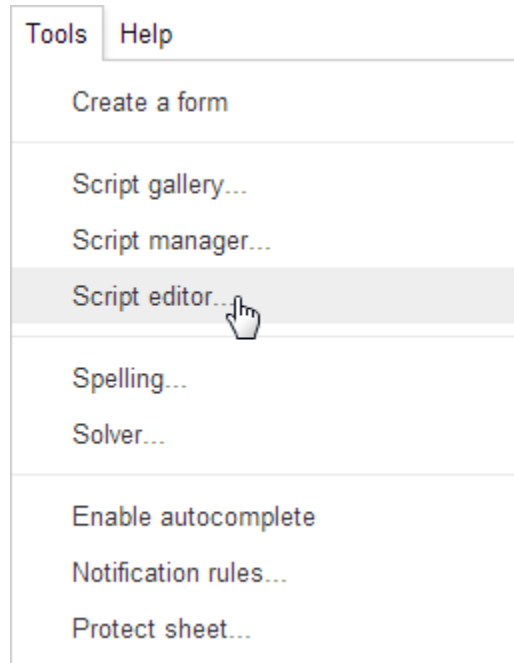 Tools Help
Create a form
Script gallery...
Script manager...
Script editor...
Spelling...
Solver...
Enable autocomplete
Notification rules...
Protect sheet...